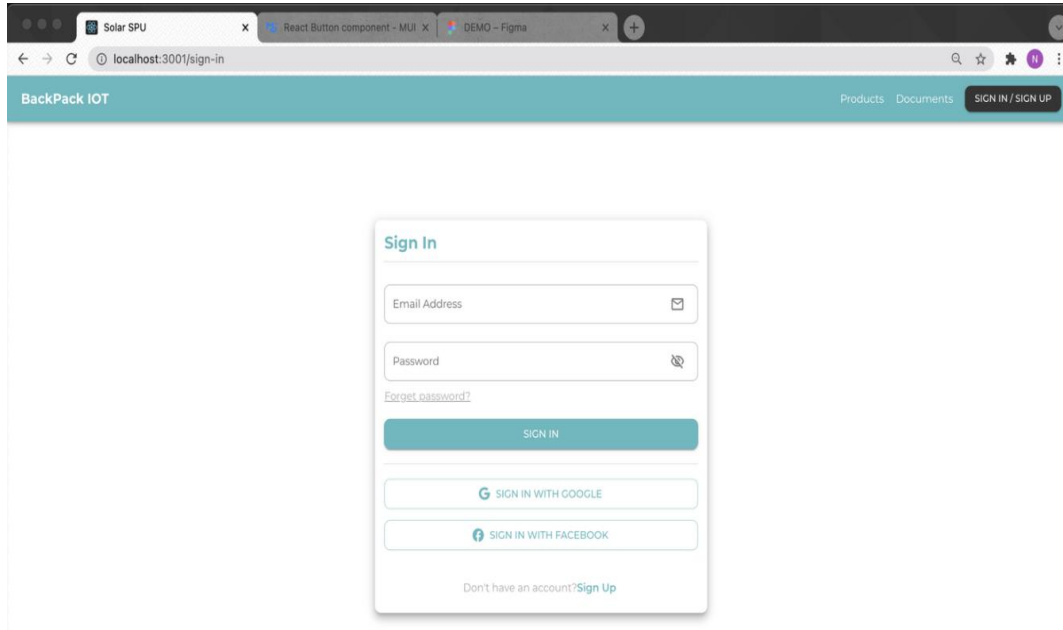 Solar SPU x React Button component - MUI x DEMO – Figma x +
localhost:3001/sign-in N
BackPack IOT Products Documents SIGN IN / SIGN UP
Sign In
Email Address
Password
Forget password?
SIGN IN
G SIGN IN WITH GOOGLE
SIGN IN WITH FACEBOOK
Don't have an account?Sign Up